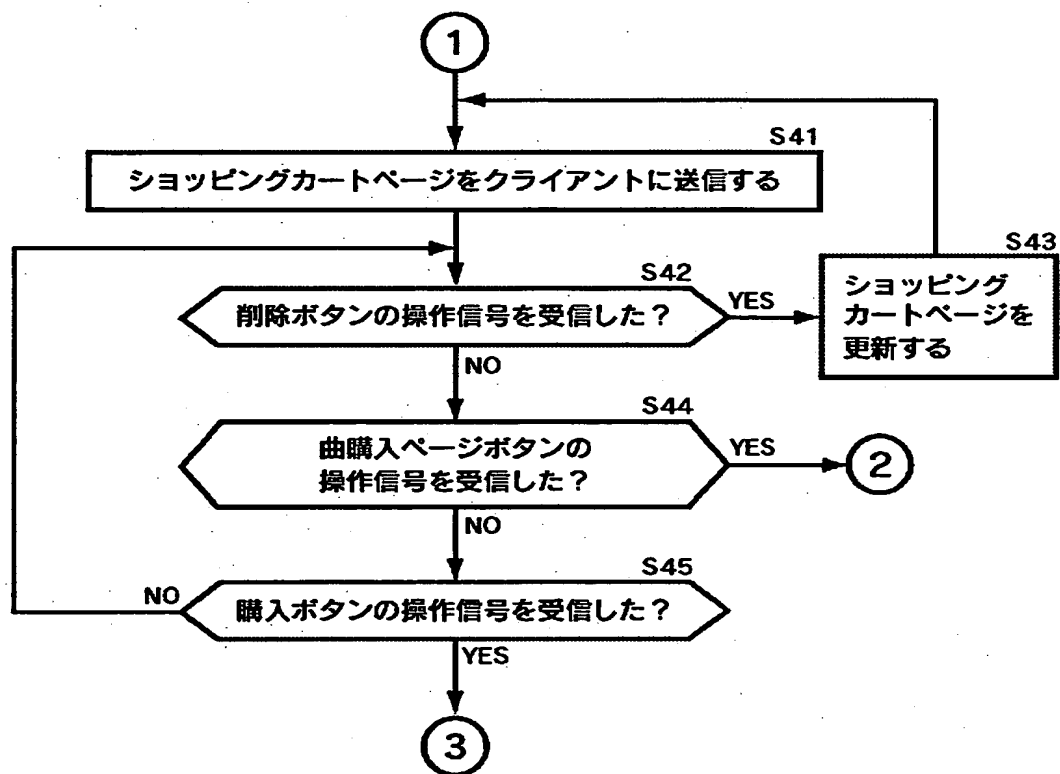 1
S41
ショッピングカートページをクライアントに送信する
S42
削除ボタンの操作信号を受信した？
YES
S43
ショッピング
カートページを
更新する
NO
S44
曲購入ページボタンの
操作信号を受信した？
YES
2
NO
S45
購入ボタンの操作信号を受信した？
NO
YES
3